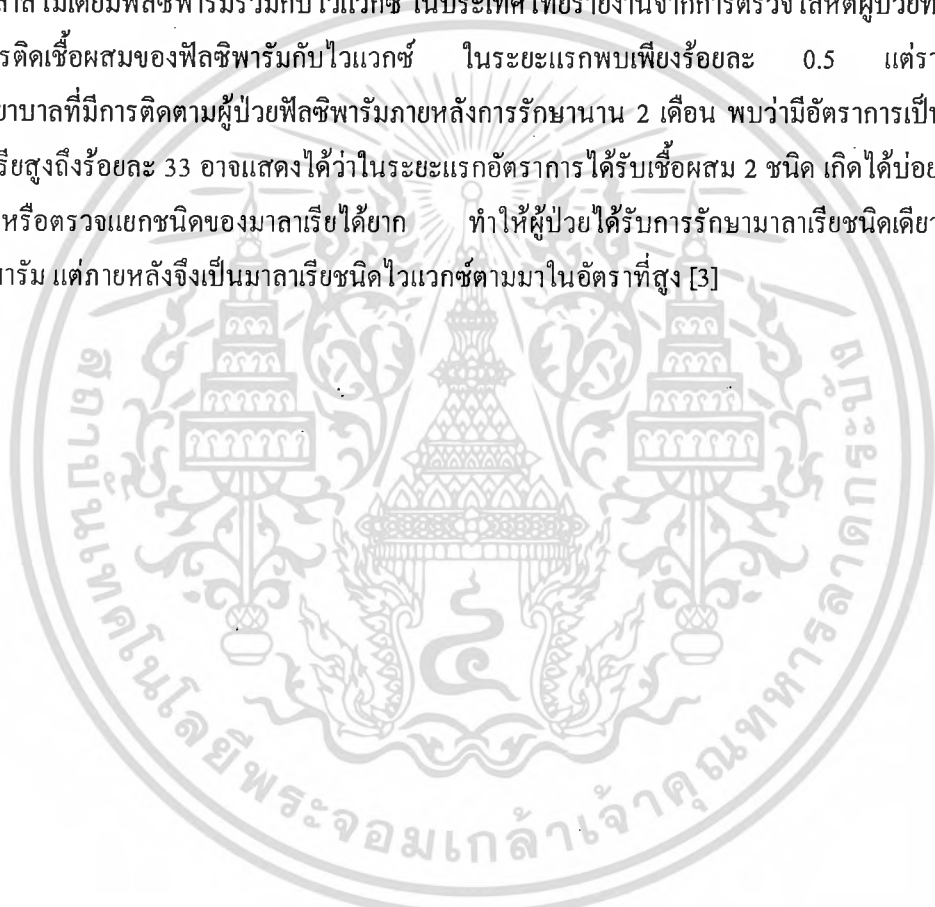 ลาสโมเดียมฟัลซิพารัมร่วมกับไวแวกซ์ ในประเทศไทยรายงานจากการตรวจโลหิตผู้ป่วยที
รติดเชื้อผสมของฟัลซิพารัมกับไวแวกซ์ ในระยะแรกพบเพียงร้อยละ 0.5 แต่รา
ยาบาลที่มีการติดตามผู้ป่วยฟัลซิพารัมภายหลังการรักษานาน 2 เดือน พบว่ามีอัตราการเป็น
รียสูงถึงร้อยละ 33 อาจแสดงได้ว่าในระยะแรกอัตราการได้รับเชื้อผสม 2 ชนิด เกิดได้บ่อย
หรือตรวจแยกชนิดของมาลาเรียได้ยาก ทำให้ผู้ป่วยได้รับการรักษามาลาเรียชนิดเดีย
ารัม แต่ภายหลังจึงเป็นมาลาเรียชนิดไวแวกซ์ตามมาในอัตราที่สูง [3]
สถาบันเทคโนโลยีพระจอมเกล้าเจ้าคุณทหารลาดกระบัง